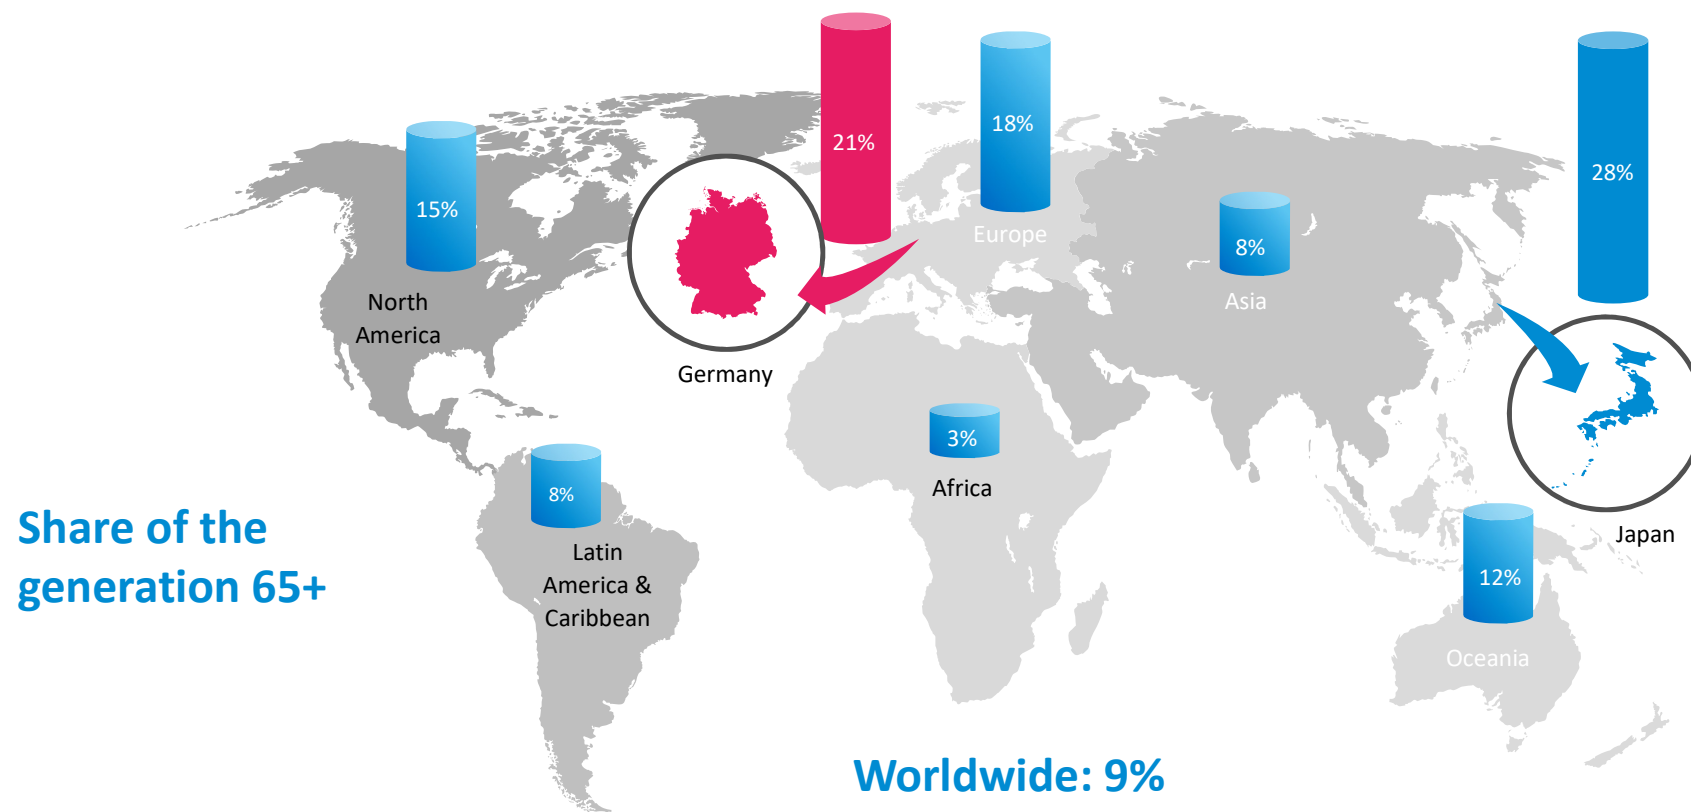 21%
18%
28%
15%
8%
North
America
Europe
Asia
Germany
3%
Africa
8%
Latin
America &
Caribbean
Share of the
generation 65+
Japan
12%
Oceania
Worldwide: 9%